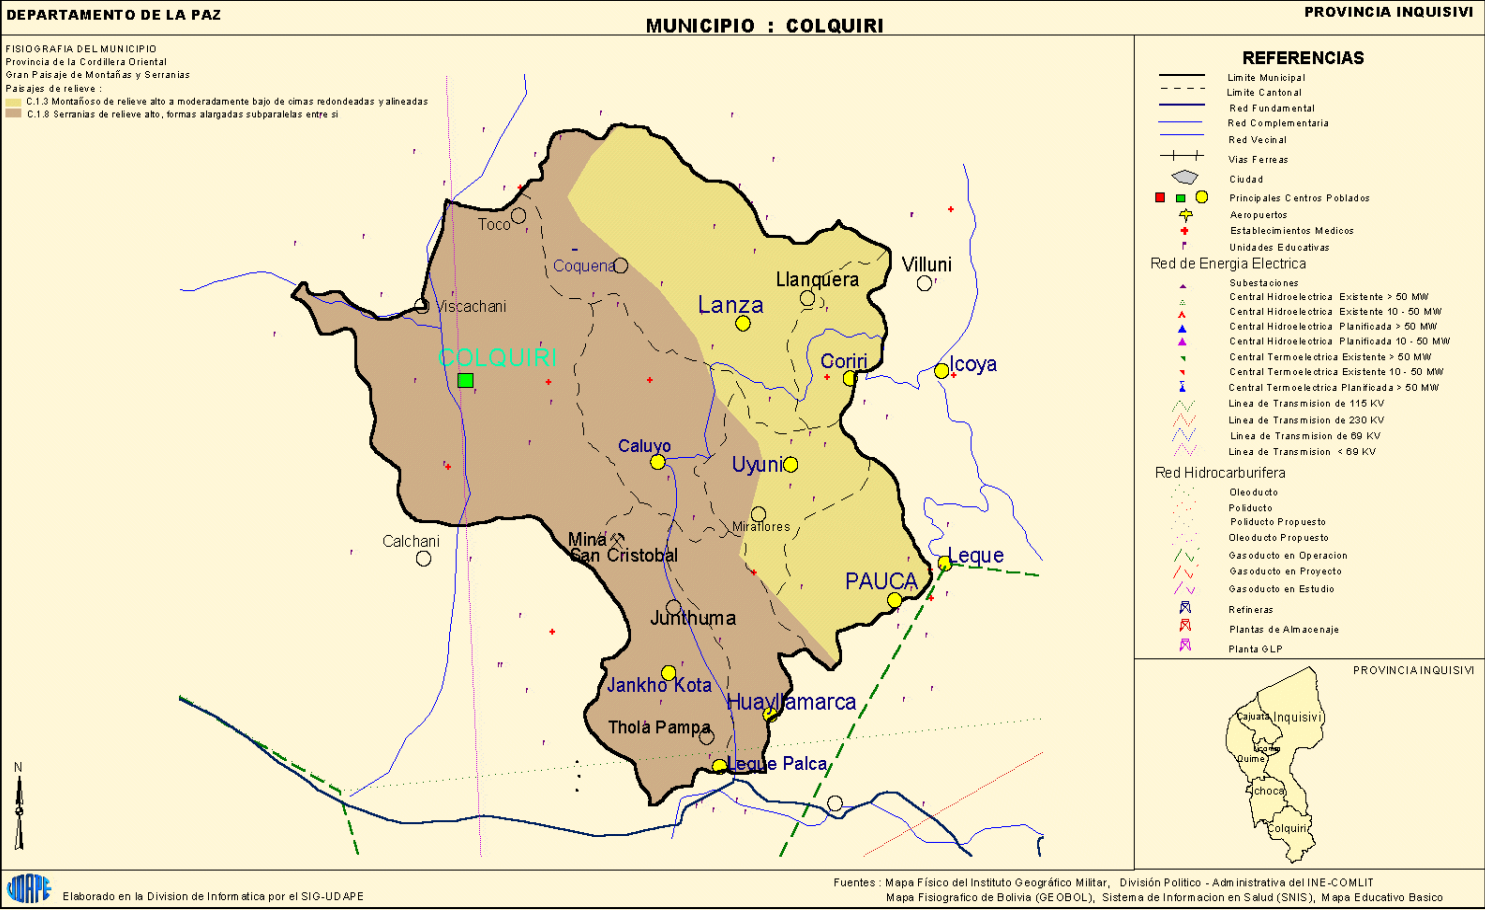 DEPARTAMENTO DE LA PAZ
MUNICIPIO : COLQUIRI
PROVINCIA INQUISIVI
FISIOGRAFIA DEL MUNICIPIO
Provincia de la Cordillera Oriental
Gran Paisaje de Montañas y Serranias
Paisajes de relieve :
C.1.3 Montañoso de relieve alto a moderadamente bajo de cimas redondeadas y alineadas
C.1.8 Serranias de relieve alto, formas alargadas subparalelas entre si
Toco
Coquena
Llanquera
Villuni
Viscachani
Lanza
COLQUIRI
Coriri
Icoya
Caluyo
Uyuni
Miraflores
Calchani
Mina
San Cristobal
Leque
PAUCA
Junthuma
Jankho Kota
Huayllamarca
Thola Pampa
Leque Palca
N
REFERENCIAS
Limite Municipal
Limite Cantonal
Red Fundamental
Red Complementaria
Red Vecinal
Vias Ferreas
Ciudad
Principales Centros Poblados
Aeropuertos
Establecimientos Medicos
Unidades Educativas
Red de Energia Electrica
Subestaciones
Central Hidroelectrica Existente > 50 MW
Central Hidroelectrica Existente 10 - 50 MW
Central Hidroelectrica Planificada > 50 MW
Central Hidroelectrica Planificada 10 - 50 MW
Central Termoelectrica Existente > 50 MW
Central Termoelectrica Existente 10 - 50 MW
Central Termoelectrica Planificada > 50 MW
Linea de Transmision de 115 KV
Linea de Transmision de 230 KV
Linea de Transmision de 69 KV
Linea de Transmision < 69 KV
Red Hidrocarburifera
Oleoducto
Poliducto
Poliducto Propuesto
Oleoducto Propuesto
Gasoducto en Operacion
Gasoducto en Proyecto
Gasoducto en Estudio
Refineras
Plantas de Almacenaje
Planta GLP
PROVINCIA INQUISIVI
Cajuata
Inquisivi
Quime
Ichoca
Colquiri
UDAPE
Elaborado en la Division de Informatica por el SIG-UDAPE
Fuentes : Mapa Físico del Instituto Geográfico Militar, División Politico - Administrativa del INE-COMLIT
Mapa Fisiografico de Bolivia (GEOBOL), Sistema de Informacion en Salud (SNIS), Mapa Educativo Basico